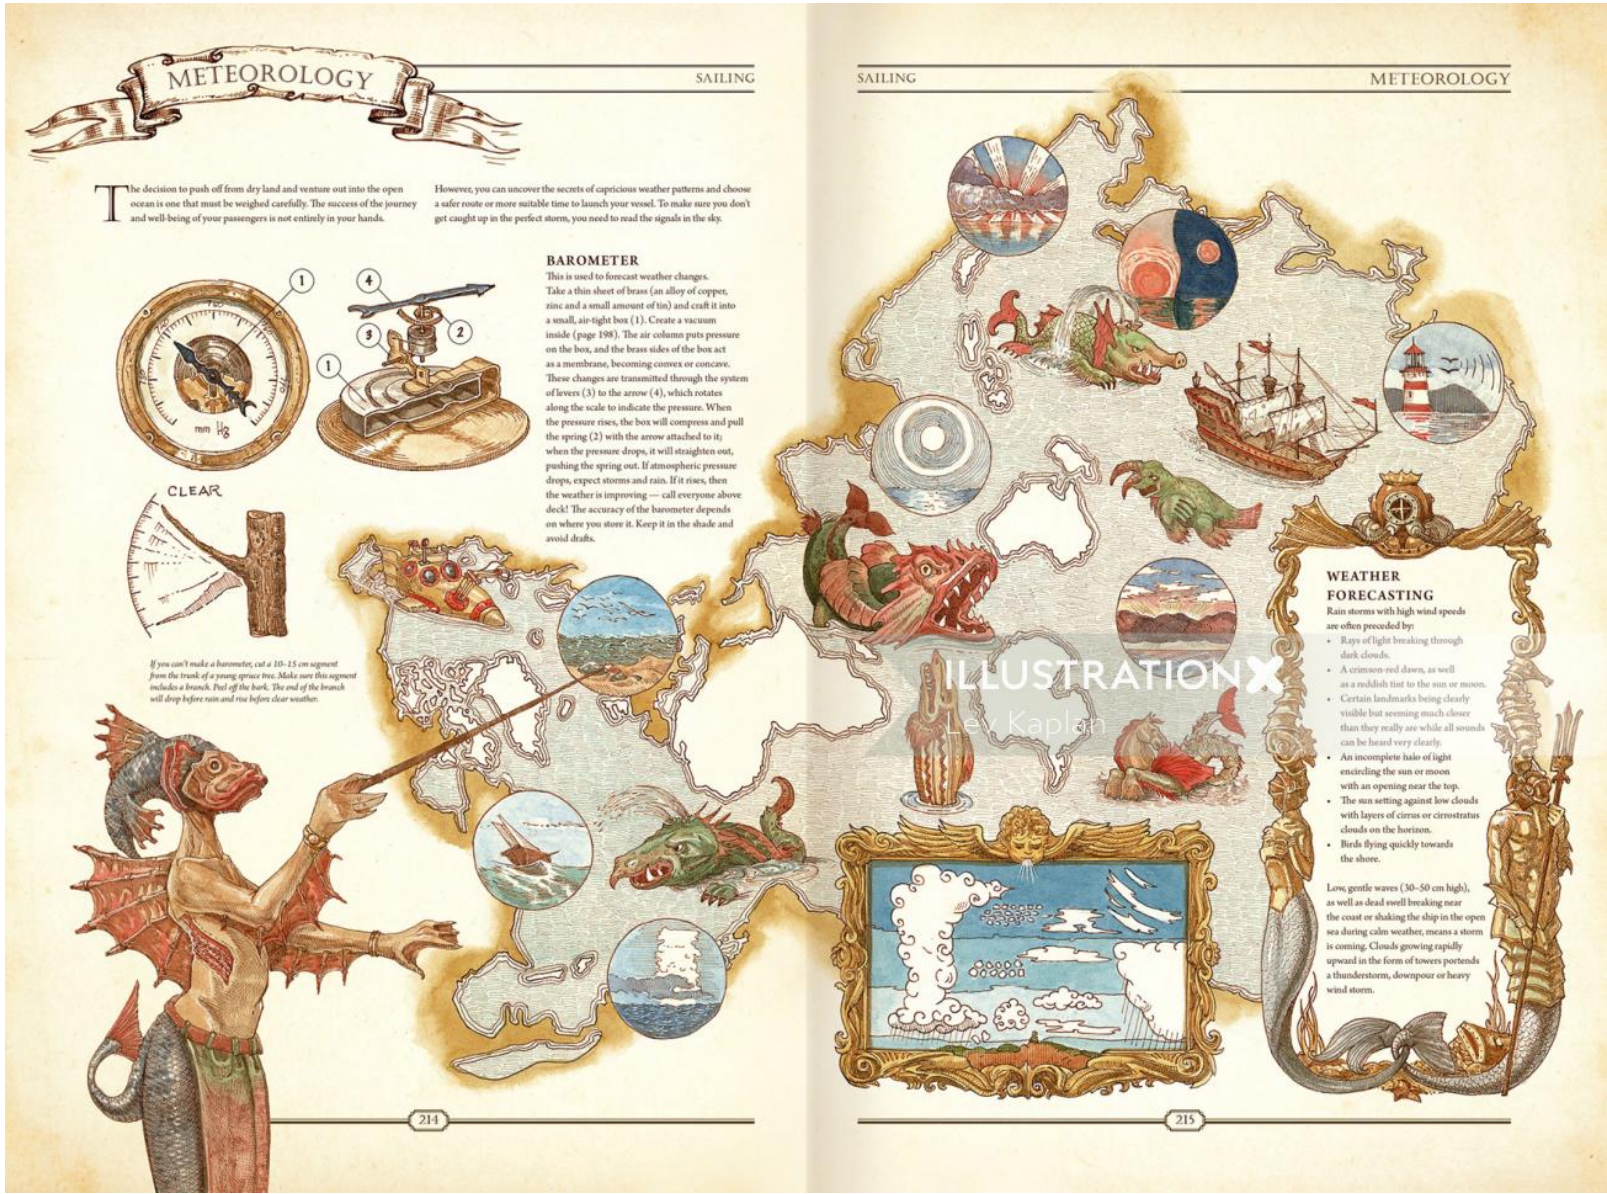 METEOROLOGY
SAILING
The decision to push off from dry land and venture out into the open
ocean is one that must be weighed carefully. The success of the journey
and well-being of your passengers is not entirely in your hands.
However, you can uncover the secrets of capricious weather patterns and choose
a safer route or more suitable time to launch your vessel. To make sure you don't
get caught up in the perfect storm, you need to read the signals in the sky.
1
mm Hg
4
3
2
1
BAROMETER
This is used to forecast weather changes.
Take a thin sheet of brass (an alloy of copper,
zinc and a small amount of tin) and craft it into
a small, air-tight box (1). Create a vacuum
inside (page 198). The air column puts pressure
on the box, and the brass sides of the box act
as a membrane, becoming convex or concave.
These changes are transmitted through the system
of levers (3) to the arrow (4), which rotates
along the scale to indicate the pressure. When
the pressure rises, the box will compress and pull
the spring (2) with the arrow attached to it;
when the pressure drops, it will straighten out,
pushing the spring out. If atmospheric pressure
drops, expect storms and rain. If it rises, then
the weather is improving — call everyone above
deck! The accuracy of the barometer depends
on where you store it. Keep it in the shade and
avoid drafts.
CLEAR
If you can't make a barometer, cut a 10–15 cm segment
from the trunk of a young spruce tree. Make sure this segment
includes a branch. Peel off the bark. The end of the branch
will drop before rain and rise before clear weather.
214
SAILING
METEOROLOGY
WEATHER
FORECASTING
Rain storms with high wind speeds
are often preceded by:
• Rays of light breaking through
dark clouds.
• A crimson-red dawn, as well
as a reddish tint to the sun or moon.
• Certain landmarks being clearly
visible but seeming much closer
than they really are while all sounds
can be heard very clearly.
• An incomplete halo of light
encircling the sun or moon
with an opening near the top.
• The sun setting against low clouds
with layers of cirrus or cirrostratus
clouds on the horizon.
• Birds flying quickly towards
the shore.
Low, gentle waves (30–50 cm high),
as well as dead swell breaking near
the coast or shaking the ship in the open
sea during calm weather, means a storm
is coming. Clouds growing rapidly
upward in the form of towers portends
a thunderstorm, downpour or heavy
wind storm.
ILLUSTRATIONX
Lev Kaplan
215